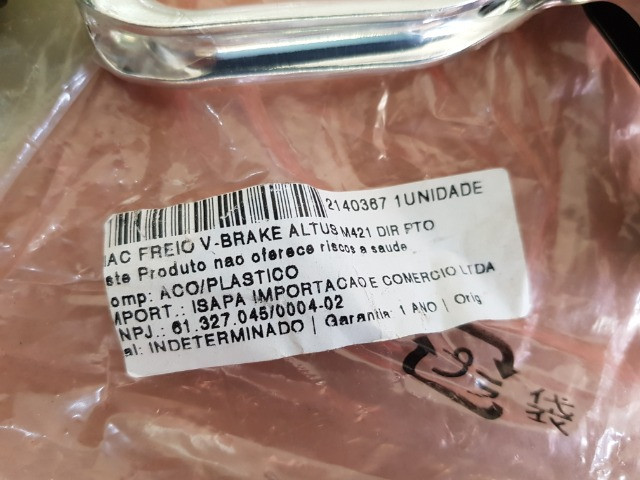 2140367 1UNIDADE
AC FREIO V-BRAKE ALTUS M421 DIR PTO
ste Produto nao oferece riscos a saude
omp: ACO/PLASTICO
MPORT.: ISAPA IMPORTACAO E COMERCIO LTDA
NPJ.: 61.327.045/0004-02
al: INDETERMINADO | Garantia: 1 ANO | Orig